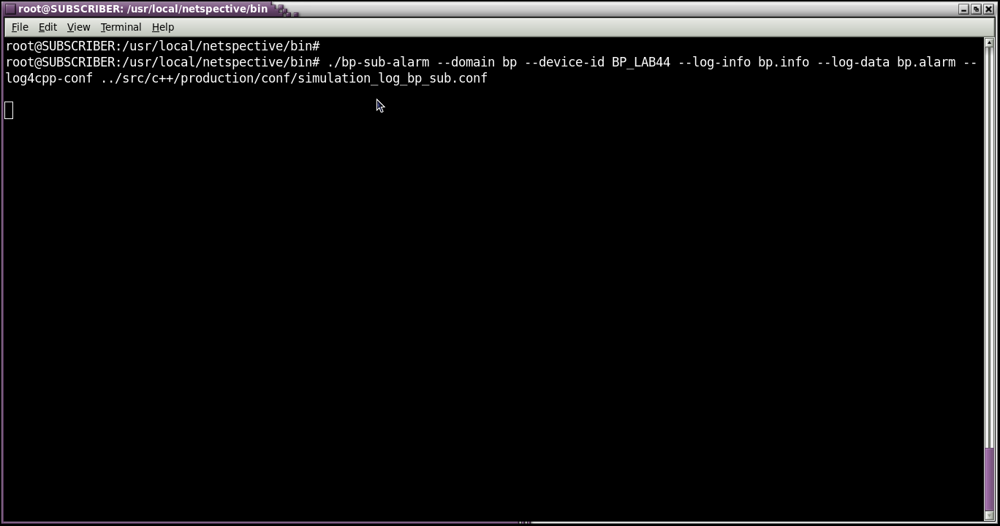 root@SUBSCRIBER: /usr/local/netspective/bin
File Edit View Terminal Help
root@SUBSCRIBER:/usr/local/netspective/bin#
root@SUBSCRIBER:/usr/local/netspective/bin# ./bp-sub-alarm --domain bp --device-id BP_LAB44 --log-info bp.info --log-data bp.alarm --
log4cpp-conf ../src/c++/production/conf/simulation_log_bp_sub.conf